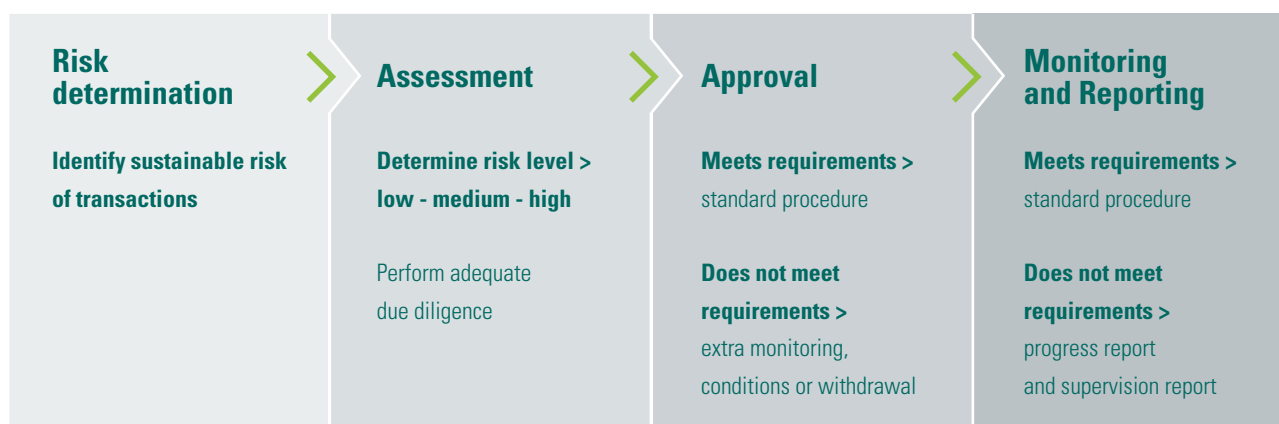 Risk
determination
Identify sustainable risk
of transactions
Assessment
Determine risk level >
low - medium - high
Perform adequate
due diligence
Approval
Meets requirements >
standard procedure
Does not meet
requirements >
extra monitoring,
conditions or withdrawal
Monitoring
and Reporting
Meets requirements >
standard procedure
Does not meet
requirements >
progress report
and supervision report